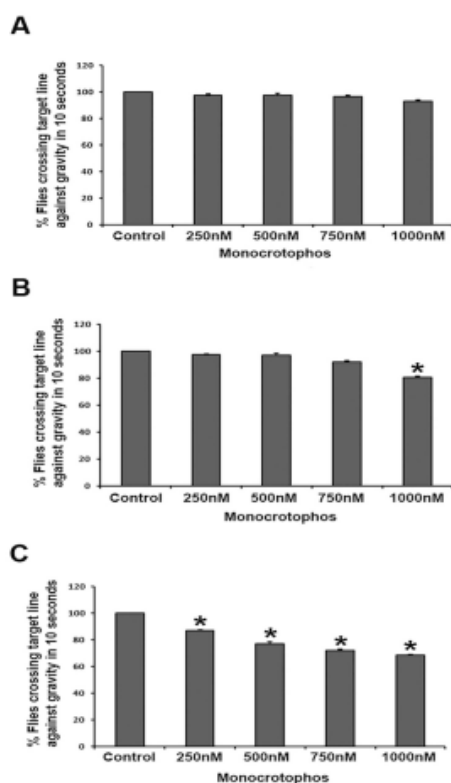 A
% Flies crossing target line
against gravity in 10 seconds
120
100
80
60
40
20
0
Control 250nM 500nM 750nM 1000nM
Monocrotophos
B
% Flies crossing target line
against gravity in 10 seconds
120
100
80
60
40
20
0
*
Control 250nM 500nM 750nM 1000nM
Monocrotophos
C
% Flies crossing target line
against gravity in 10 seconds
120
100
80
60
40
20
0
* * * *
Control 250nM 500nM 750nM 1000nM
Monocrotophos